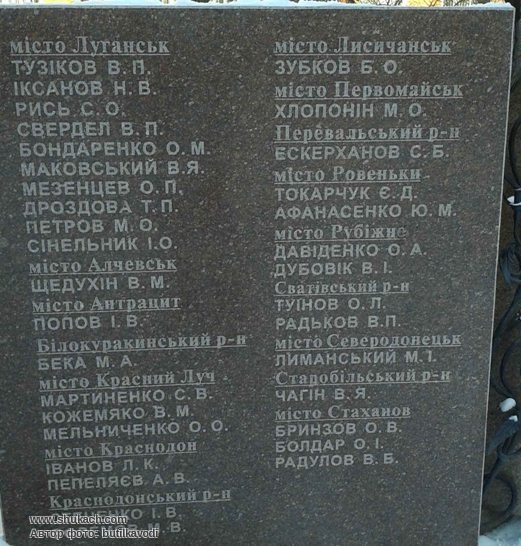 місто Луганськ
ТУЗІКОВ В. П.
ІКСАНОВ Н. В.
РИСЬ С. О.
СВЕРДЕЛ В. П.
БОНДАРЕНКО О. М.
МАКОВСЬКИЙ В.Я.
МЕЗЕНЦЕВ О. П.
ДРОЗДОВА Т. П.
ПЕТРОВ М. О.
СІНЕЛЬНИК І.О.
місто Алчевськ
ЩЕДУХІН В. М.
місто Антрацит
ПОПОВ І. В.
Білокуракинський р-н
БЕКА М. А.
місто Красний Луч
МАРТИНЕНКО С. В.
КОЖЕМЯКО В. М.
МЕЛЬНИЧЕНКО О. О.
місто Краснодон
ІВАНОВ Л. К.
ПЕПЕЛЯЄВ А. В.
Краснодонський р-н
В.
М. В.
місто Лисичанськ
ЗУБКОВ Б. О.
місто Первомайськ
ХЛОПОНІН М. О.
Перевальський р-н
ЕСКЕРХАНОВ С. Б.
місто Ровеньки
ТОКАРЧУК Є. Д.
АФАНАСЕНКО Ю. М.
місто Рубіжне
ДАВІДЕНКО О. А.
ДУБОВІК В. І.
Сватівський р-н
ТУІНОВ О. Л.
РАДЬКОВ В.П.
місто Северодонецьк
ЛИМАНСЬКИЙ М. І.
Старобільський р-н
ЧАГІН В. Я.
місто Стаханов
БРИНЗОВ О. В.
БОЛДАР О. І.
РАДУЛОВ В. Б.
www.shukach.com
Автор фото: butilkavodi